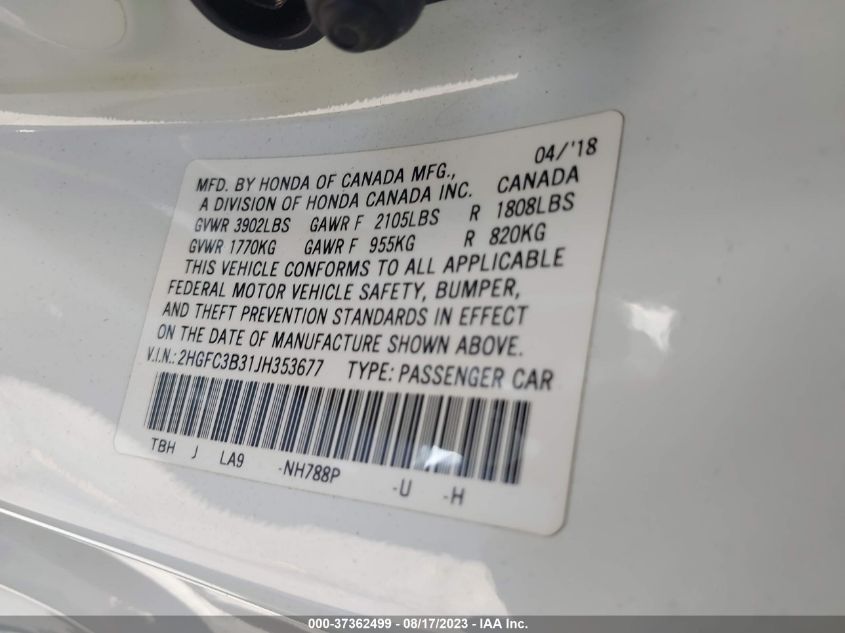 04/'18
MFD. BY HONDA OF CANADA MFG.,
A DIVISION OF HONDA CANADA INC. CANADA
GVWR 3902LBS GAWR F 2105LBS R 1808LBS
GVWR 1770KG GAWR F 955KG R 820KG
THIS VEHICLE CONFORMS TO ALL APPLICABLE
FEDERAL MOTOR VEHICLE SAFETY, BUMPER,
AND THEFT PREVENTION STANDARDS IN EFFECT
ON THE DATE OF MANUFACTURE SHOWN ABOVE.
V.I.N.: 2HGFC3B31JH353677 TYPE: PASSENGER CAR
TBH J LA9 -NH788P -U -H
000-37362499 - 08/17/2023 - IAA Inc.